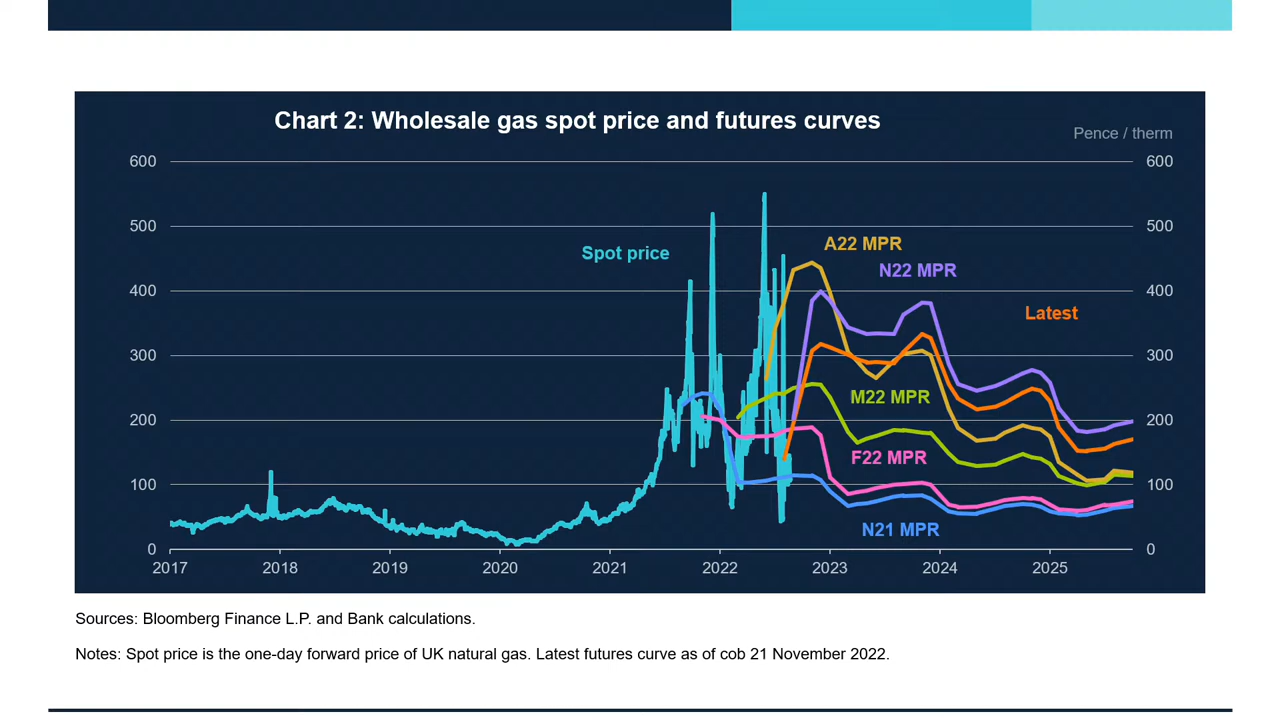 Chart 2: Wholesale gas spot price and futures curves
Pence / therm
600 600
500 500
A22 MPR
Spot price
N22 MPR
400 400
Latest
300 300
M22 MPR
200 200
F22 MPR
100 100
N21 MPR
0 0
2017 2018 2019 2020 2021 2022 2023 2024 2025
Sources: Bloomberg Finance L.P. and Bank calculations.
Notes: Spot price is the one-day forward price of UK natural gas. Latest futures curve as of cob 21 November 2022.